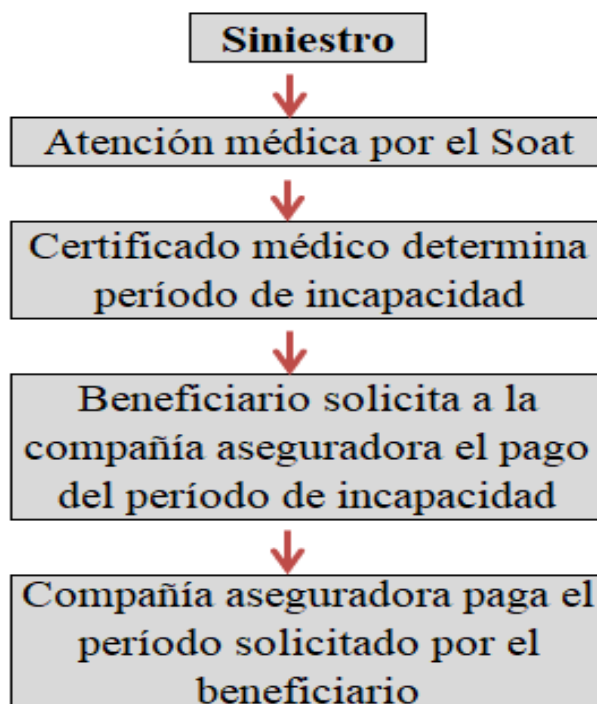 Siniestro
Atención médica por el Soat
Certificado médico determina
período de incapacidad
Beneficiario solicita a la
compañía aseguradora el pago
del período de incapacidad
Compañía aseguradora paga el
período solicitado por el
beneficiario